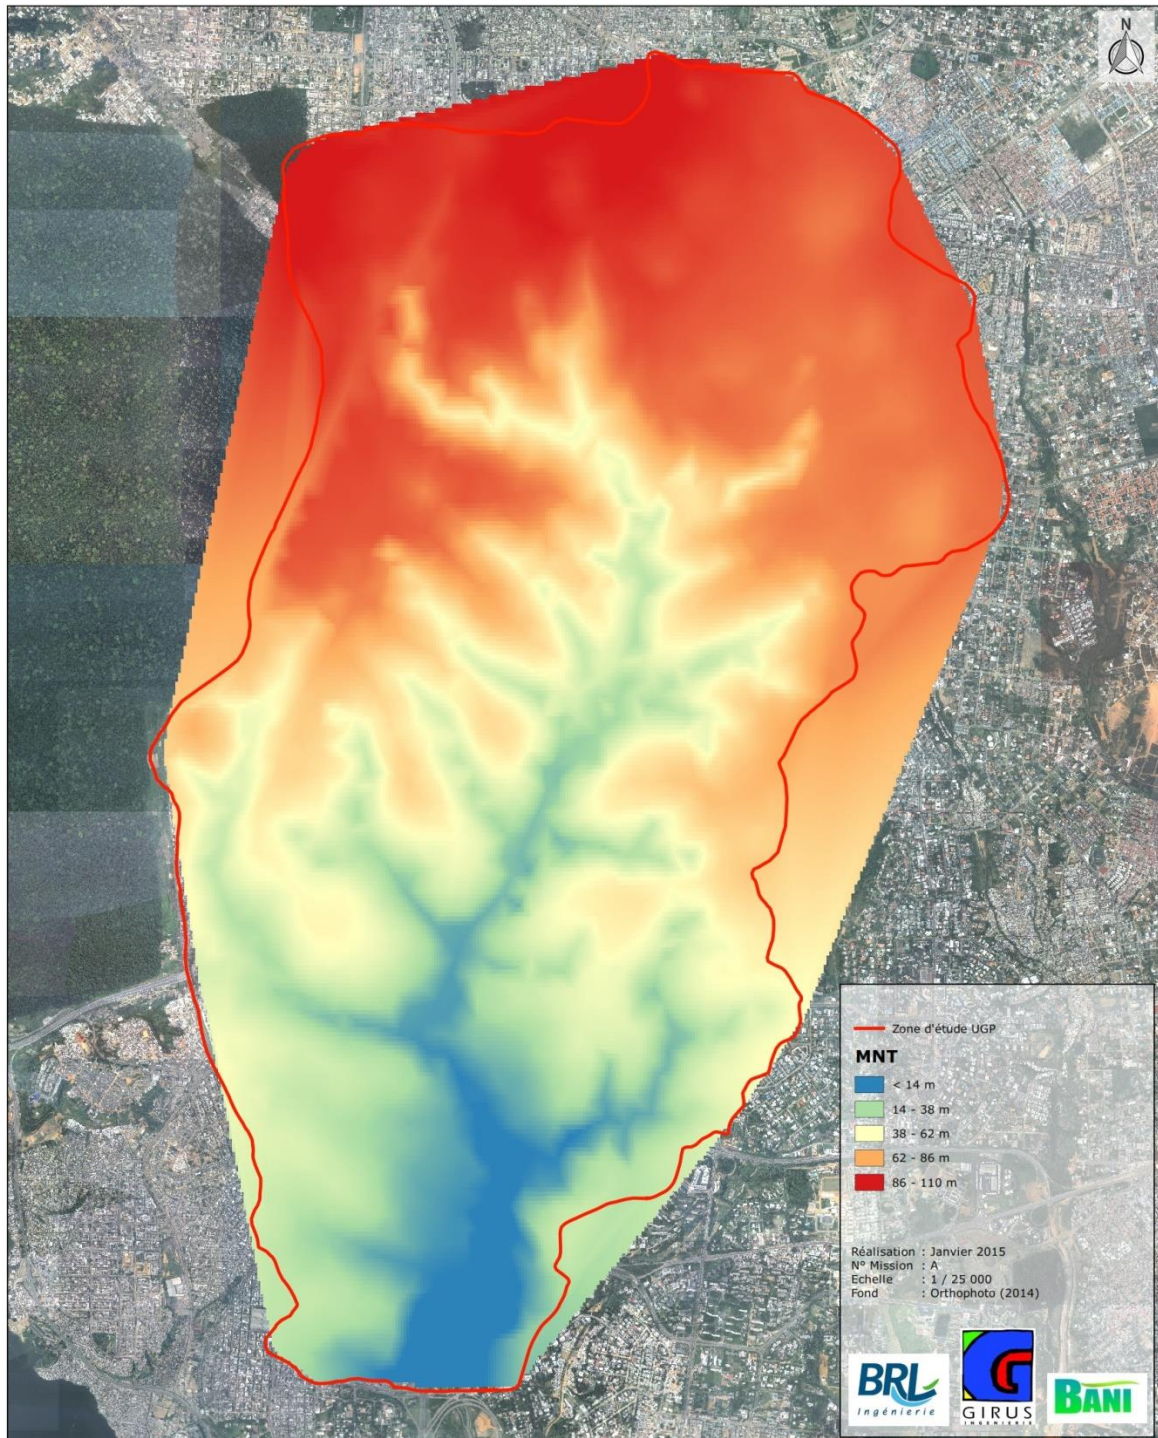 N
Zone d'étude UGP
MNT
< 14 m
14 - 38 m
38 - 62 m
62 - 86 m
86 - 110 m
Réalisation : Janvier 2015
N° Mission : A
Echelle : 1 / 25 000
Fond : Orthophoto (2014)
BRL
Ingénierie
GIRUS
INGENIERIE
BANI